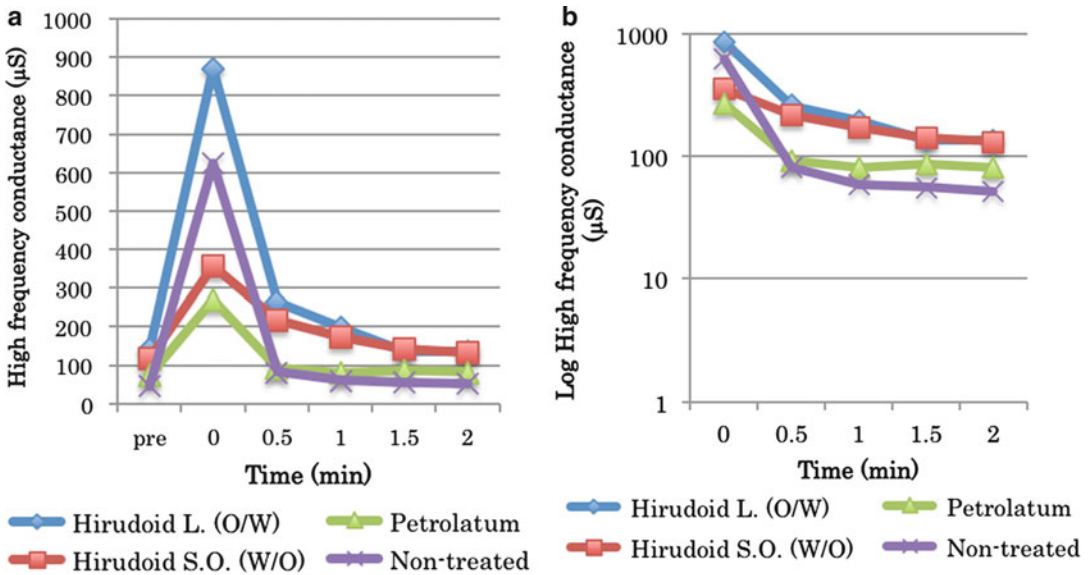 a
High frequency conductance (μS)
1000
900
800
700
600
500
400
300
200
100
0
pre 0 0.5 1 1.5 2
Time (min)
Hirudoid L. (O/W) Petrolatum
Hirudoid S.O. (W/O) Non-treated
b
Log High frequency conductance
(μS)
1000
100
10
1
0 0.5 1 1.5 2
Time (min)
Hirudoid L. (O/W) Petrolatum
Hirudoid S.O. (W/O) Non-treated